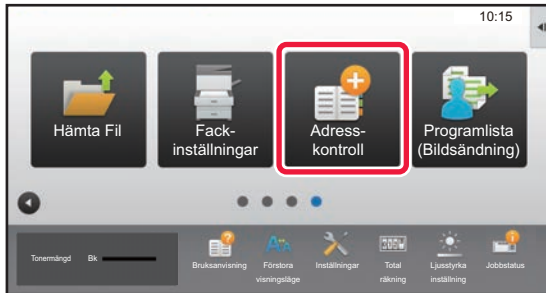 10:15
Hämta Fil
Fack-
inställningar
Adress-
kontroll
Programlista
(Bildsändning)
Tonermängd
Bk
Bruksanvisning
Förstora
visningsläge
Inställningar
Total
räkning
Ljusstyrka
inställning
Jobbstatus